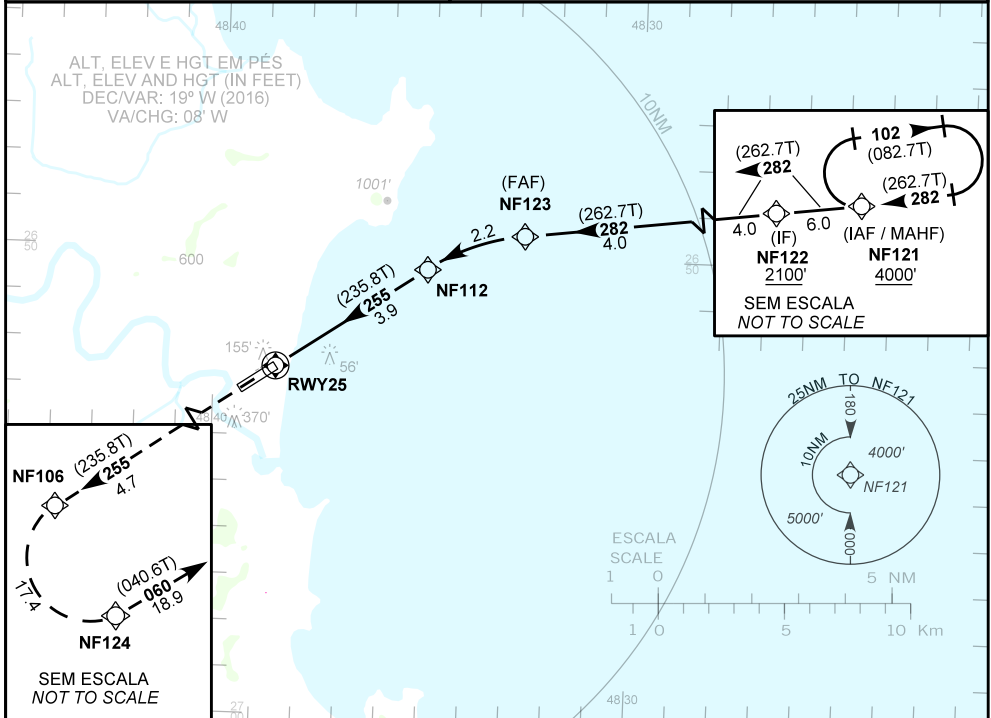 48 40
48 30
ALT, ELEV E HGT EM PÉS
ALT, ELEV AND HGT (IN FEET)
DEC/VAR: 19º W (2016)
VA/CHG: 08' W
10NM
102
(082.7T)
(262.7T)
282
(262.7T)
282
4.0
6.0
(IF)
NF122
2100'
(IAF / MAHF)
NF121
4000'
SEM ESCALA
NOT TO SCALE
1001'
(FAF)
NF123
(262.7T)
282
4.0
2.2
26
50
26
50
600
NF112
(235.8T)
255
3.9
155'
56'
RWY25
48 40
370'
25NM TO NF121
180
10NM
4000'
NF121
5000'
000
NF106
(235.8T)
255
4.7
17.4
(040.6T)
060
18.9
NF124
SEM ESCALA
NOT TO SCALE
ESCALA
SCALE
1 0 5 NM
1 0 5 10 Km
27
48 30